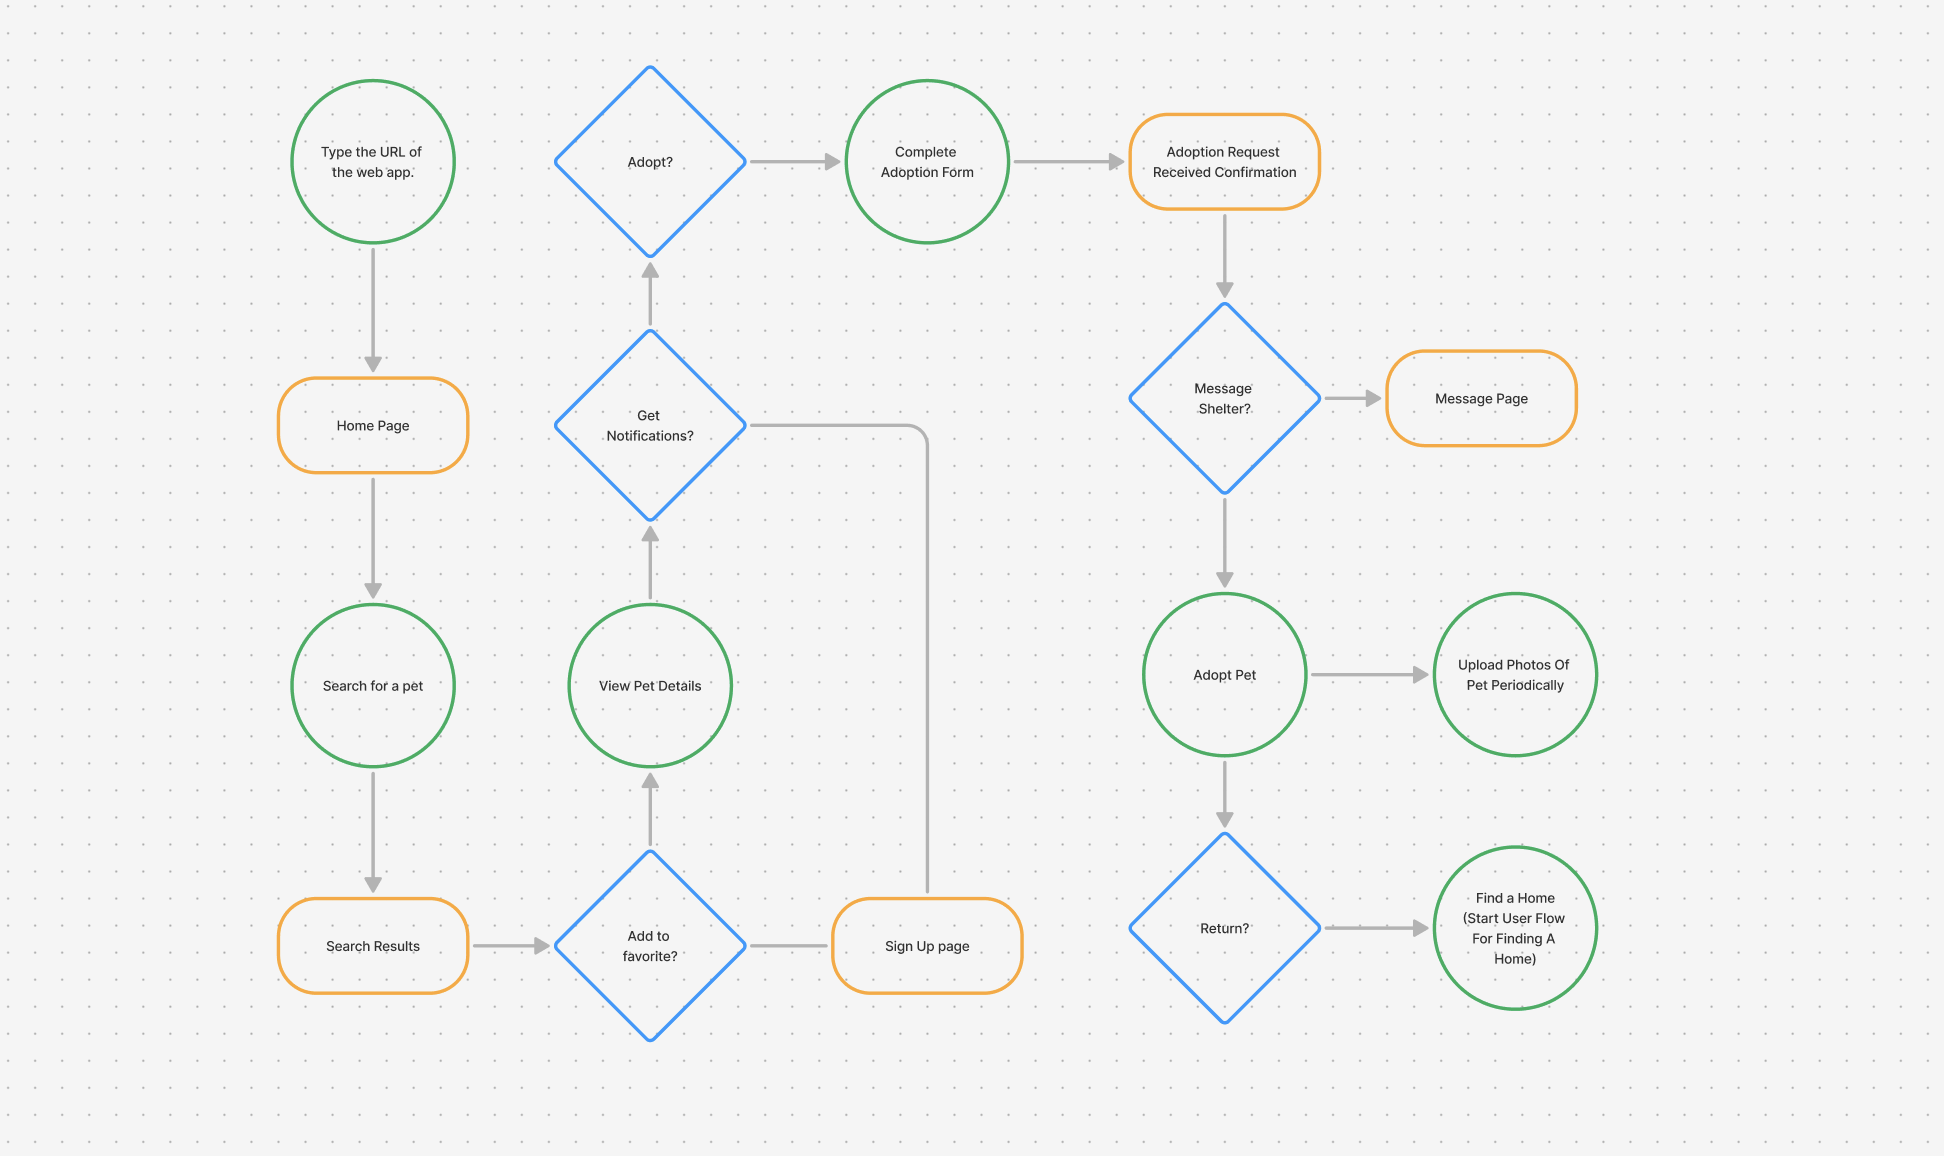 Type the URL of
the web app.
Home Page
Search for a pet
Search Results
Add to
favorite?
Sign Up page
View Pet Details
Get
Notifications?
Adopt?
Complete
Adoption Form
Adoption Request
Received Confirmation
Message
Shelter?
Message Page
Adopt Pet
Upload Photos Of
Pet Periodically
Return?
Find a Home
(Start User Flow
For Finding A
Home)